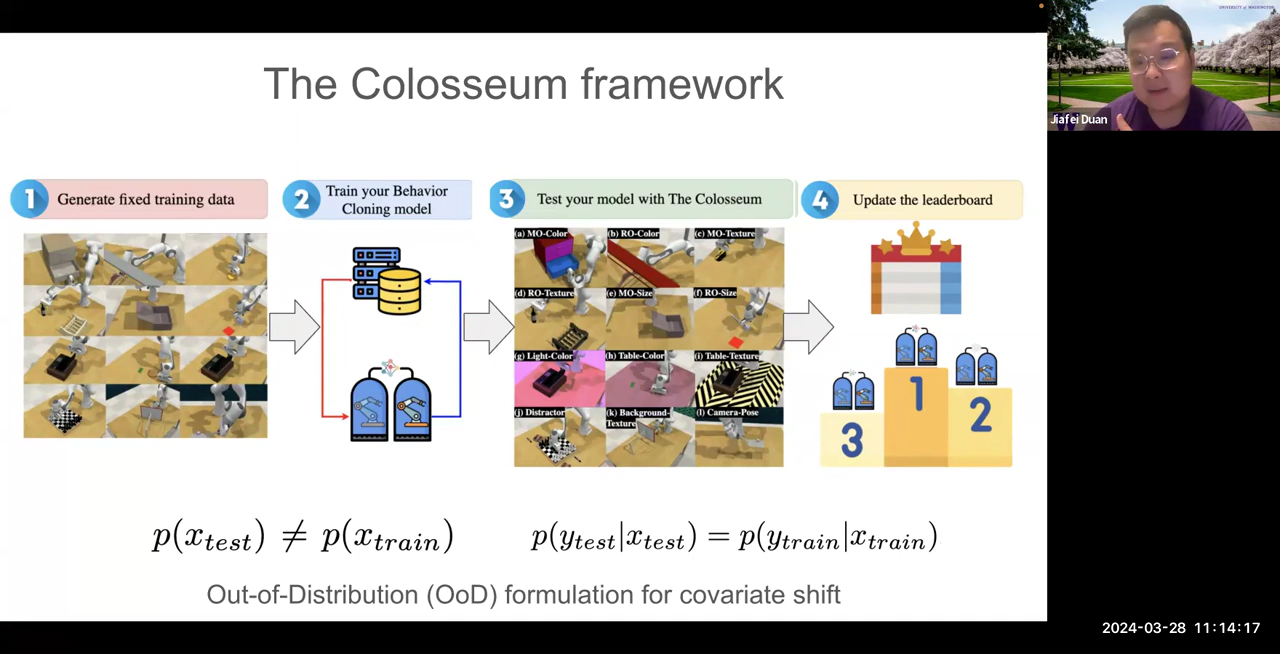 The Colosseum framework
UNIVERSITY of WASHINGTON
Jiafei Duan
1 Generate fixed training data
2 Train your Behavior
Cloning model
3 Test your model with The Colosseum
4 Update the leaderboard
(a) MO-Color
(b) RO-Color
(c) MO-Texture
(d) RO-Texture
(e) MO-Size
(f) RO-Size
(g) Light-Color
(h) Table-Color
(i) Table-Texture
(j) Distractor
(k) Background-
Texture
(l) Camera-Pose
1
2
3
p(x_test) ≠ p(x_train)
p(y_test|x_test) = p(y_train|x_train)
Out-of-Distribution (OoD) formulation for covariate shift
2024-03-28 11:14:17